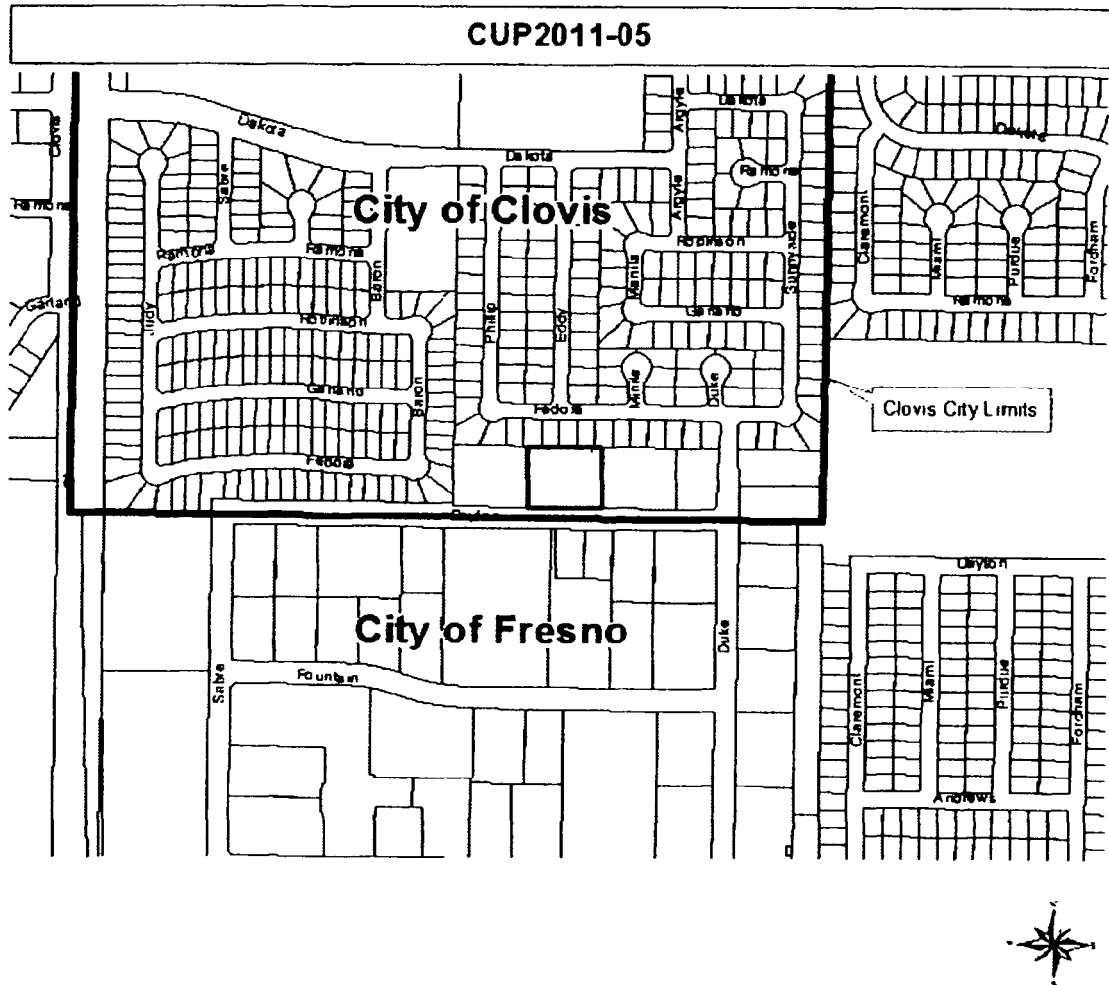 CUP2011-05
Clovis
Dakota
Argyle
Dakota
Dakota
Dakota
Ramona
Sabre
Ramona
City of Clovis
Argyle
Claremont
Miami
Purdue
Fordham
Ramona
Ramona
Baron
Robinson
Sunnyside
Manila
Garland
Ramona
Garland
Robinson
Philip
Eddy
Garland
Baron
Duke
Fedora
Clovis City Limits
Fedora
Dayton
Dayton
City of Fresno
Duke
Sabre
Fountain
Claremont
Miami
Purdue
Fordham
Andrews